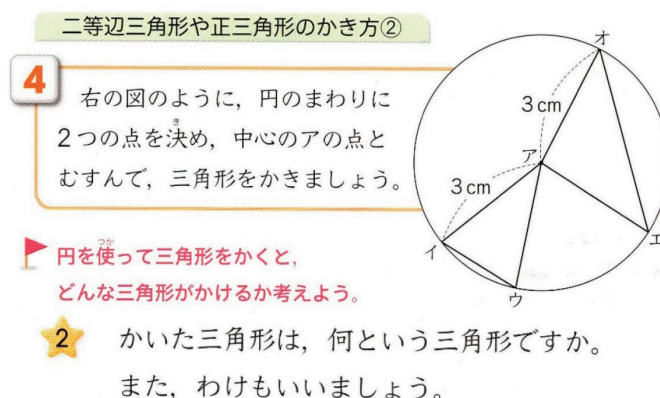 二等辺三角形や正三角形のかき方②
4
右の図のように，円のまわりに
2つの点を決め，中心のアの点と
むすんで，三角形をかきましょう。
き
オ
3cm
ア
3cm
イ
ウ
エ
円を使って三角形をかくと，
つか
どんな三角形がかけるか考えよう。
2
かいた三角形は，何という三角形ですか。
また，わけもいいましょう。